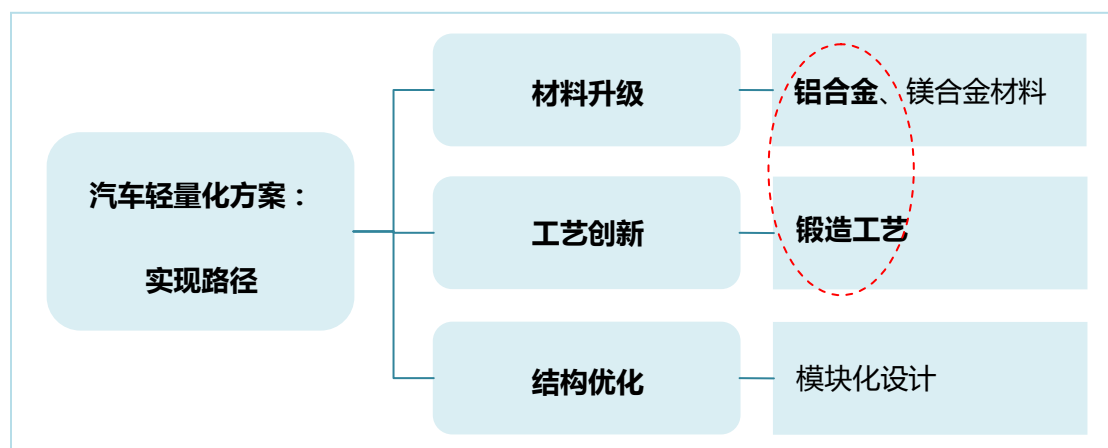 汽车轻量化方案：
实现路径
材料升级
铝合金、镁合金材料
工艺创新
锻造工艺
结构优化
模块化设计